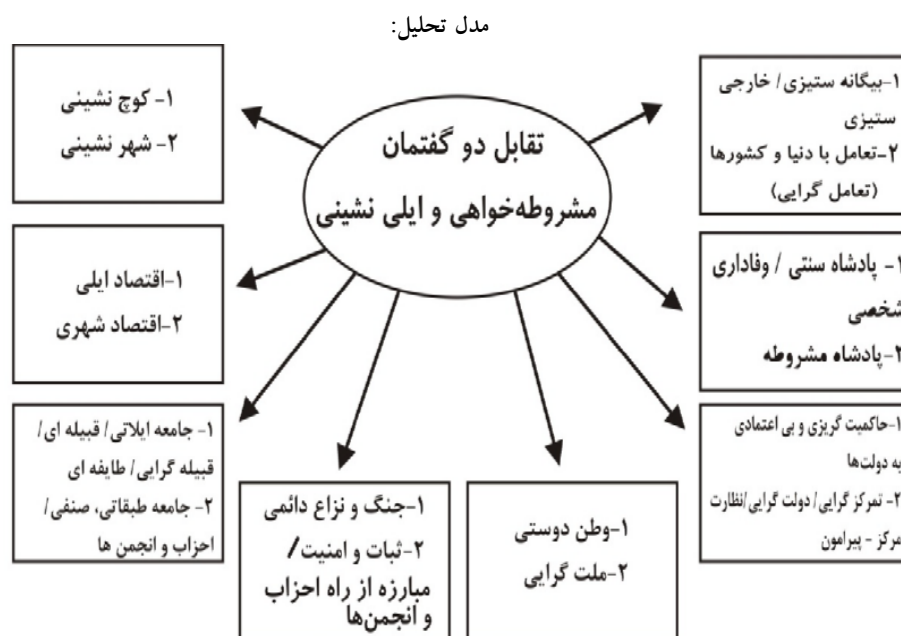 مدل تحلیل:
تقابل دو گفتمان
مشروطه‌خواهی و ایلی نشینی
۱-بیگانه ستیزی/ خارجی
ستیزی
۲-تعامل با دنیا و کشورها
(تعامل گرایی)
۱- پادشاه سنتی / وفاداری
شخصی
۲-پادشاه مشروطه
۱-حاکمیت گریزی و بی اعتمادی
به دولت‌ها
۲- تمرکز گرایی/ دولت گرایی/نظارت
مرکز - پیرامون
۱-وطن دوستی
۲- ملت گرایی
۱-جنگ و نزاع دائمی
۲-ثبات و امنیت/
مبارزه از راه احزاب
و انجمن‌ها
۱- جامعه ایلاتی/ قبیله ای/
قبیله گرایی/ طایفه ای
۲- جامعه طبقاتی، صنفی/
احزاب و انجمن ها
۱-اقتصاد ایلی
۲-اقتصاد شهری
۱- کوچ نشینی
۲- شهر نشینی